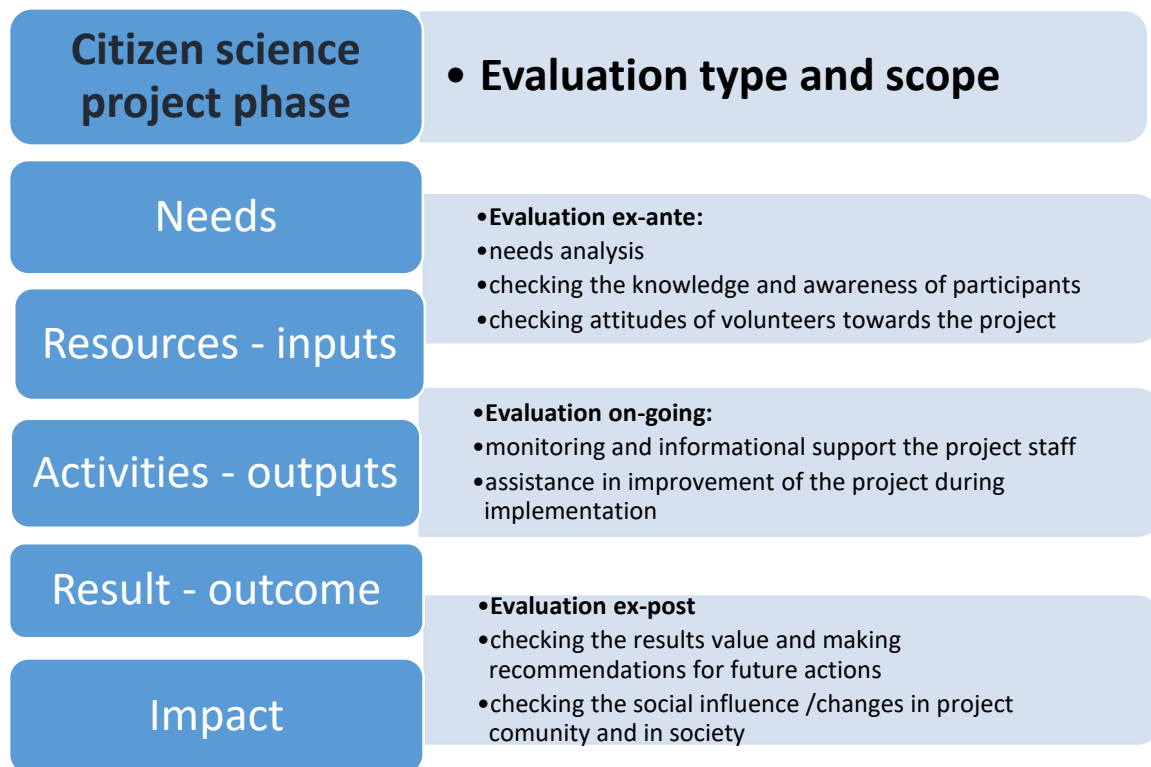 Citizen science
project phase
• Evaluation type and scope
Needs
•Evaluation ex-ante:
•needs analysis
•checking the knowledge and awareness of participants
•checking attitudes of volunteers towards the project
Resources - inputs
Activities - outputs
•Evaluation on-going:
•monitoring and informational support the project staff
•assistance in improvement of the project during
implementation
Result - outcome
•Evaluation ex-post
•checking the results value and making
recommendations for future actions
•checking the social influence /changes in project
comunity and in society
Impact